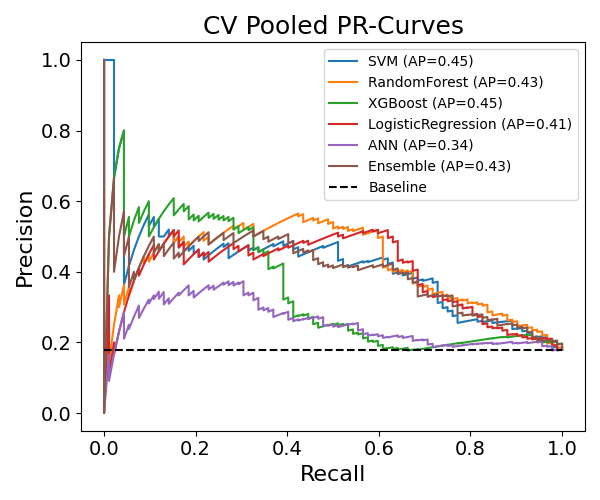 CV Pooled PR-Curves
SVM (AP=0.45)
RandomForest (AP=0.43)
XGBoost (AP=0.45)
LogisticRegression (AP=0.41)
ANN (AP=0.34)
Ensemble (AP=0.43)
Baseline
Precision
1.0
0.8
0.6
0.4
0.2
0.0
0.0 0.2 0.4 0.6 0.8 1.0
Recall